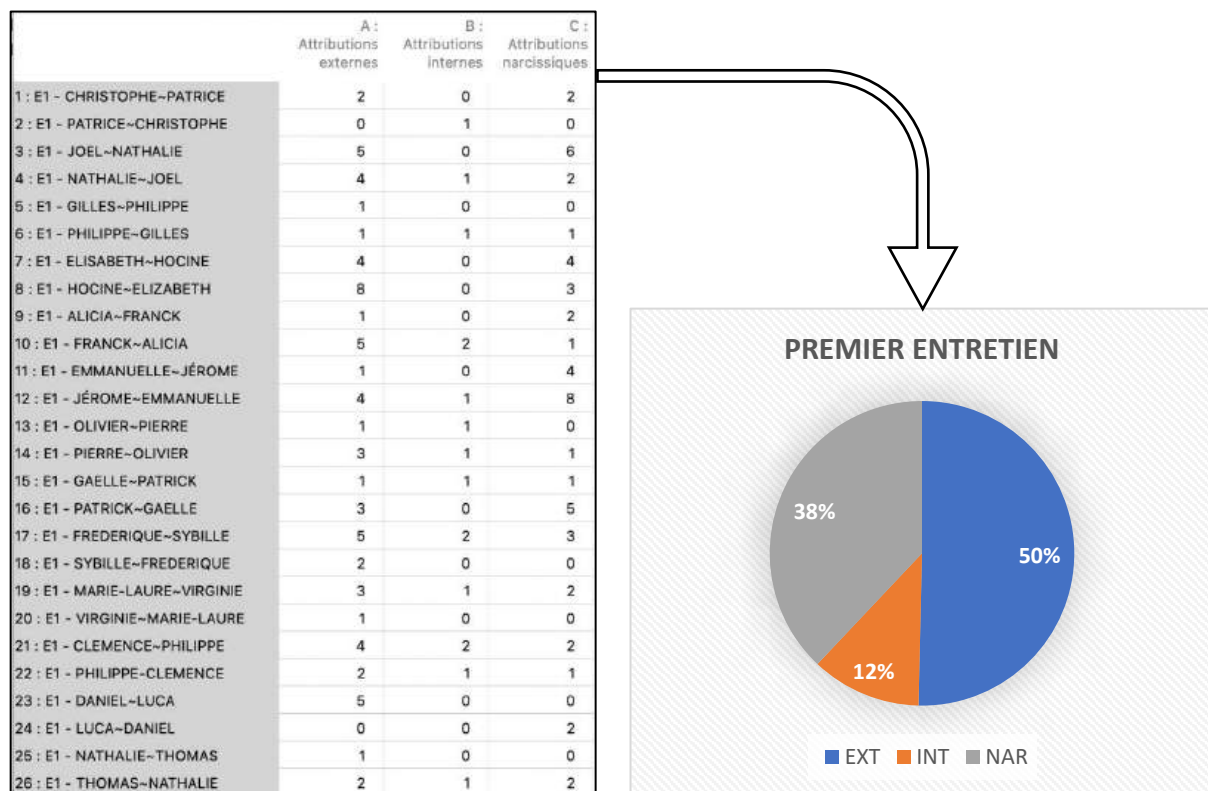 A : B : C :
Attributions Attributions Attributions
externes internes narcissiques
1 : E1 - CHRISTOPHE~PATRICE 2 0 2
2 : E1 - PATRICE~CHRISTOPHE 0 1 0
3 : E1 - JOEL~NATHALIE 5 0 6
4 : E1 - NATHALIE~JOEL 4 1 2
5 : E1 - GILLES~PHILIPPE 1 0 0
6 : E1 - PHILIPPE~GILLES 1 1 1
7 : E1 - ELISABETH~HOCINE 4 0 4
8 : E1 - HOCINE~ELIZABETH 8 0 3
9 : E1 - ALICIA~FRANCK 1 0 2
10 : E1 - FRANCK~ALICIA 5 2 1
11 : E1 - EMMANUELLE~JÉROME 1 0 4
12 : E1 - JÉROME~EMMANUELLE 4 1 8
13 : E1 - OLIVIER~PIERRE 1 1 0
14 : E1 - PIERRE~OLIVIER 3 1 1
15 : E1 - GAELLE~PATRICK 1 1 1
16 : E1 - PATRICK~GAELLE 3 0 5
17 : E1 - FREDERIQUE~SYBILLE 5 2 3
18 : E1 - SYBILLE~FREDERIQUE 2 0 0
19 : E1 - MARIE-LAURE~VIRGINIE 3 1 2
20 : E1 - VIRGINIE~MARIE-LAURE 1 0 0
21 : E1 - CLEMENCE~PHILIPPE 4 2 2
22 : E1 - PHILIPPE-CLEMENCE 2 1 1
23 : E1 - DANIEL~LUCA 5 0 0
24 : E1 - LUCA~DANIEL 0 0 2
25 : E1 - NATHALIE~THOMAS 1 0 0
26 : E1 - THOMAS~NATHALIE 2 1 2
PREMIER ENTRETIEN
38%
50%
12%
EXT INT NAR